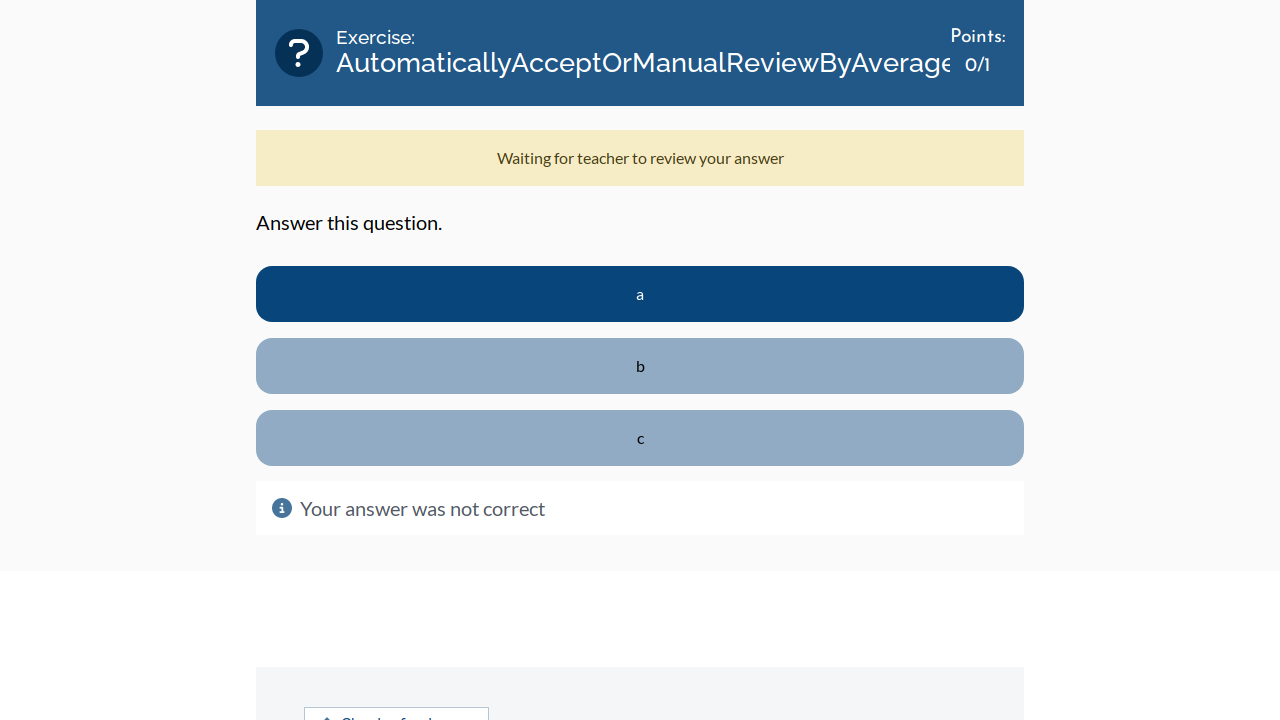 Exercise:
AutomaticallyAcceptOrManualReviewByAverage
Points:
0/1
Waiting for teacher to review your answer
Answer this question.
a
b
c
Your answer was not correct